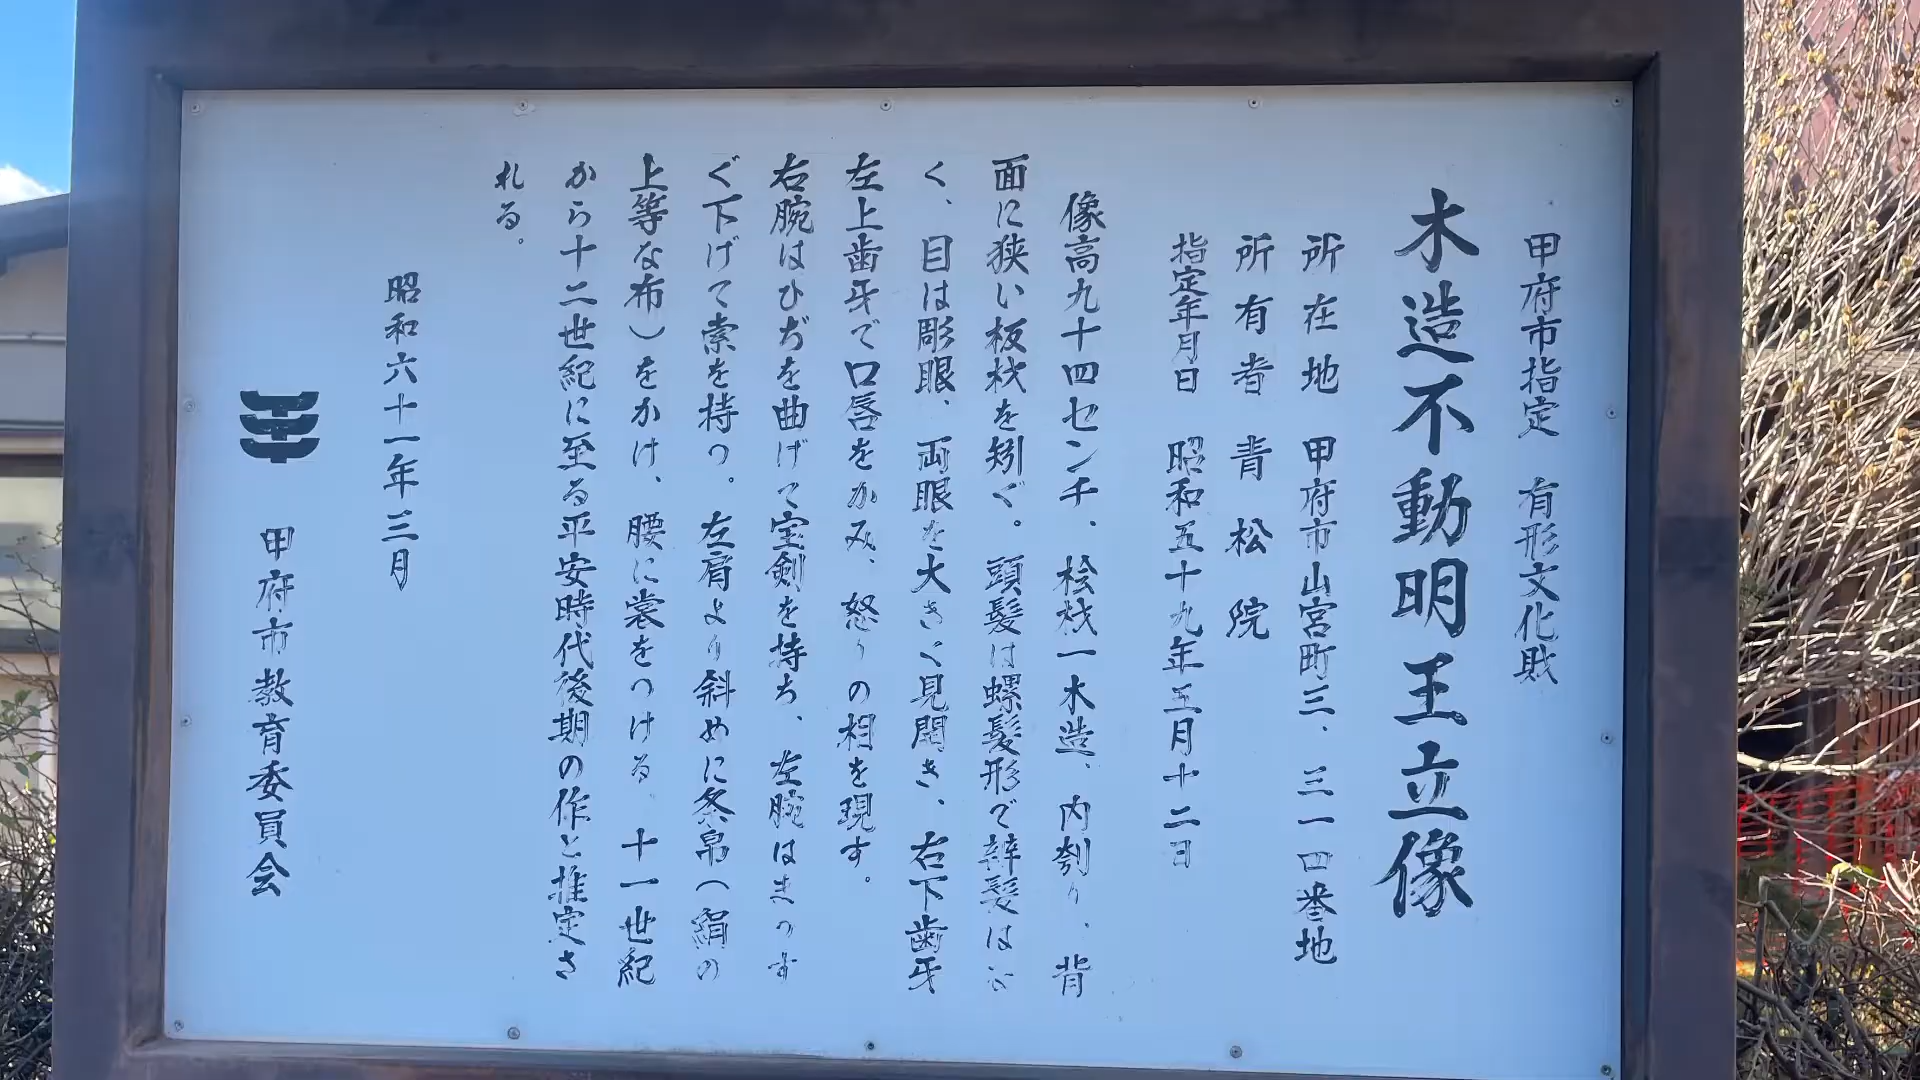 甲府市指定 有形文化財
木造不動明王立像
所在地 甲府市山宮町三、三一四番地
所有者 青松院
指定年月日 昭和五十九年三月十二日
像高九十四センチ、桧材一木造、内刳り、背
面に狭い板材を矧ぐ。頭髪は螺髪形で辮髪はな
く、目は彫眼、両眼を大きく見開き、右下歯牙
左上歯牙で口唇をかみ、怒りの相を現す。
右腕はひぢを曲げて宝剣を持ち、左腕はまっす
ぐ下げて索を持つ。左肩より斜めに条帛(絹の
上等な布)をかけ、腰に裳をつける。十一世紀
から十二世紀に至る平安時代後期の作と推定さ
れる。
昭和六十一年三月
甲府市教育委員会